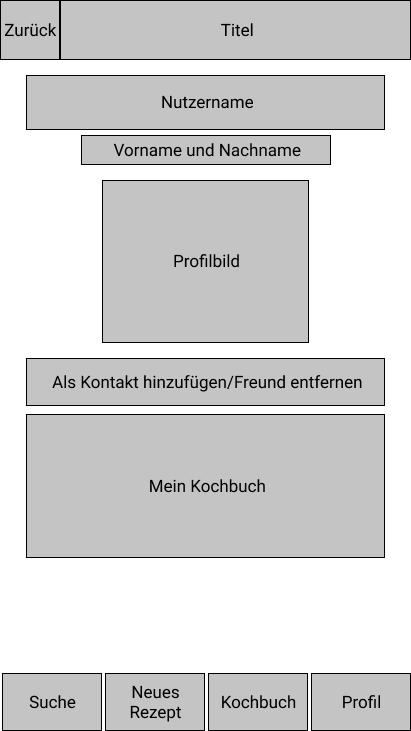 Zurück
Titel
Nutzername
Vorname und Nachname
Profilbild
Als Kontakt hinzufügen/Freund entfernen
Mein Kochbuch
Suche
Neues
Rezept
Kochbuch
Profil